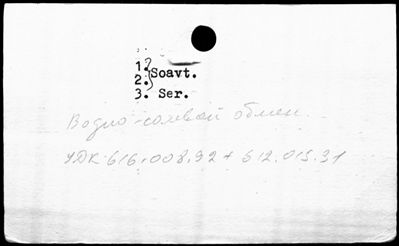 1.
2. } Soavt.
3. Ser.
Водно-солевой обмен.
УДК 616.008.92 + 612.015.31